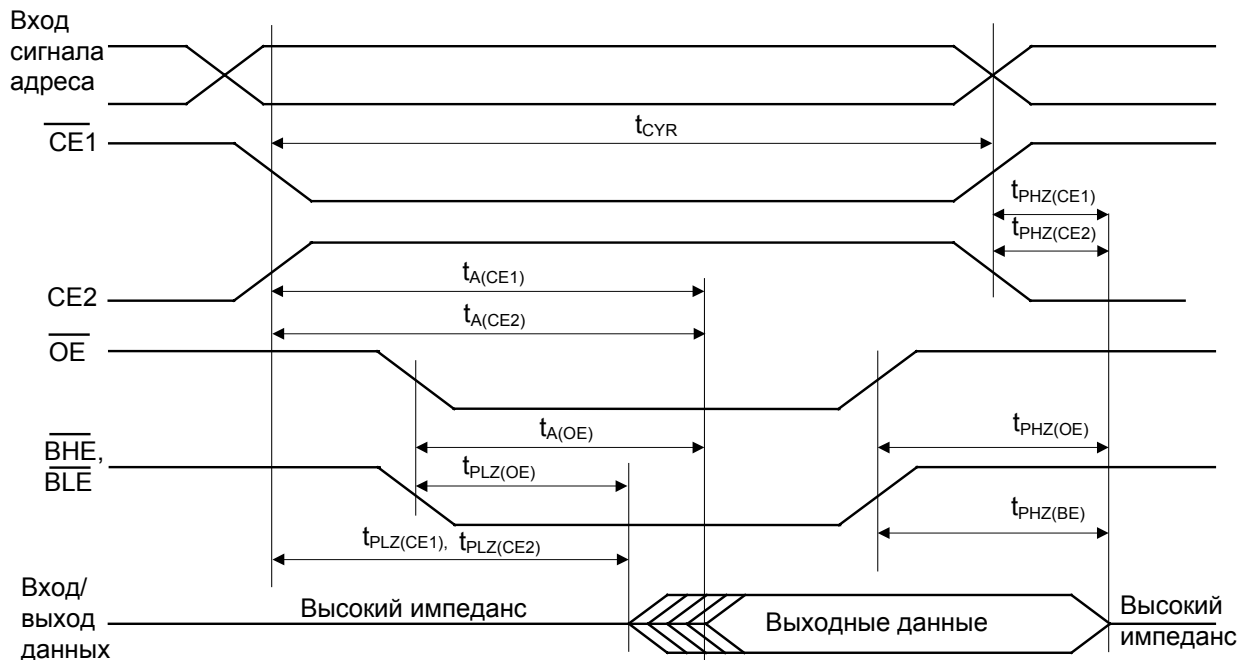 Вход
сигнала
адреса
tCYR
CE1
tPHZ(CE1)
tPHZ(CE2)
tA(CE1)
CE2
tA(CE2)
OE
tA(OE)
tPHZ(OE)
BHE,
BLE
tPLZ(OE)
tPHZ(BE)
tPLZ(CE1), tPLZ(CE2)
Вход/
выход
данных
Высокий импеданс
Выходные данные
Высокий
импеданс